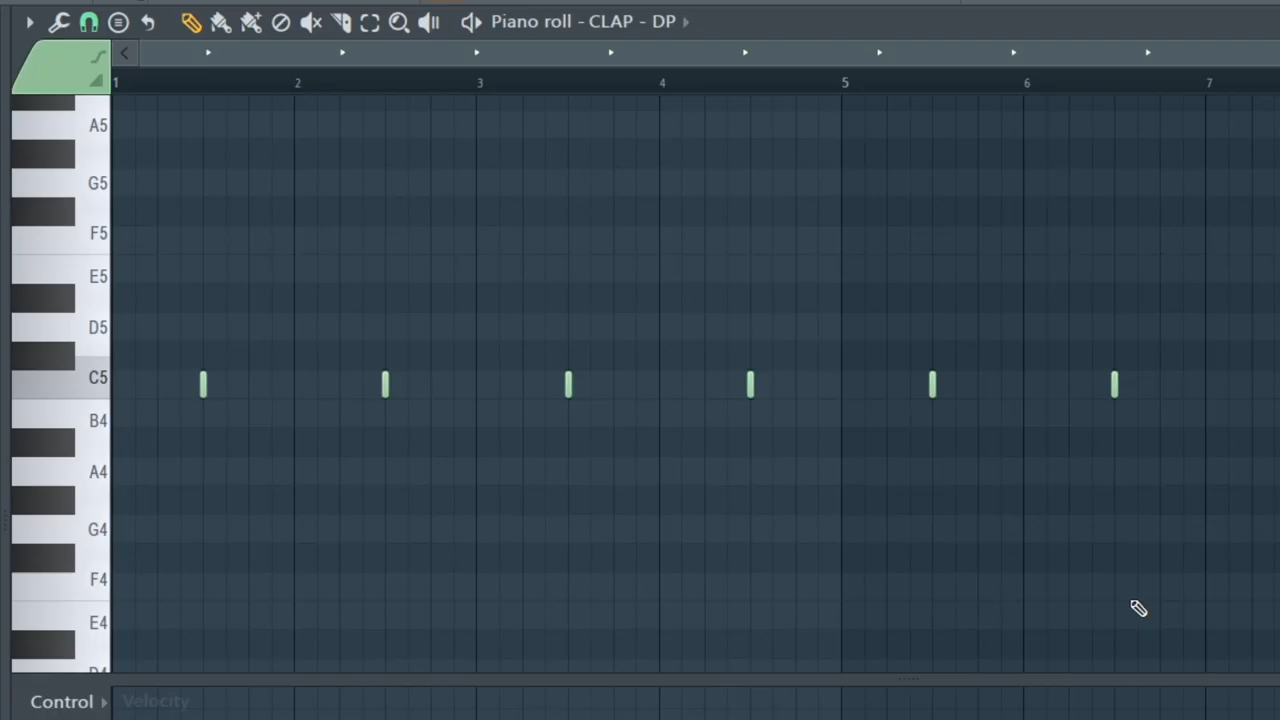 Piano roll - CLAP - DP
1 2 3 4 5 6 7
A5
G5
F5
E5
D5
C5
B4
A4
G4
F4
E4
D4
Control Velocity